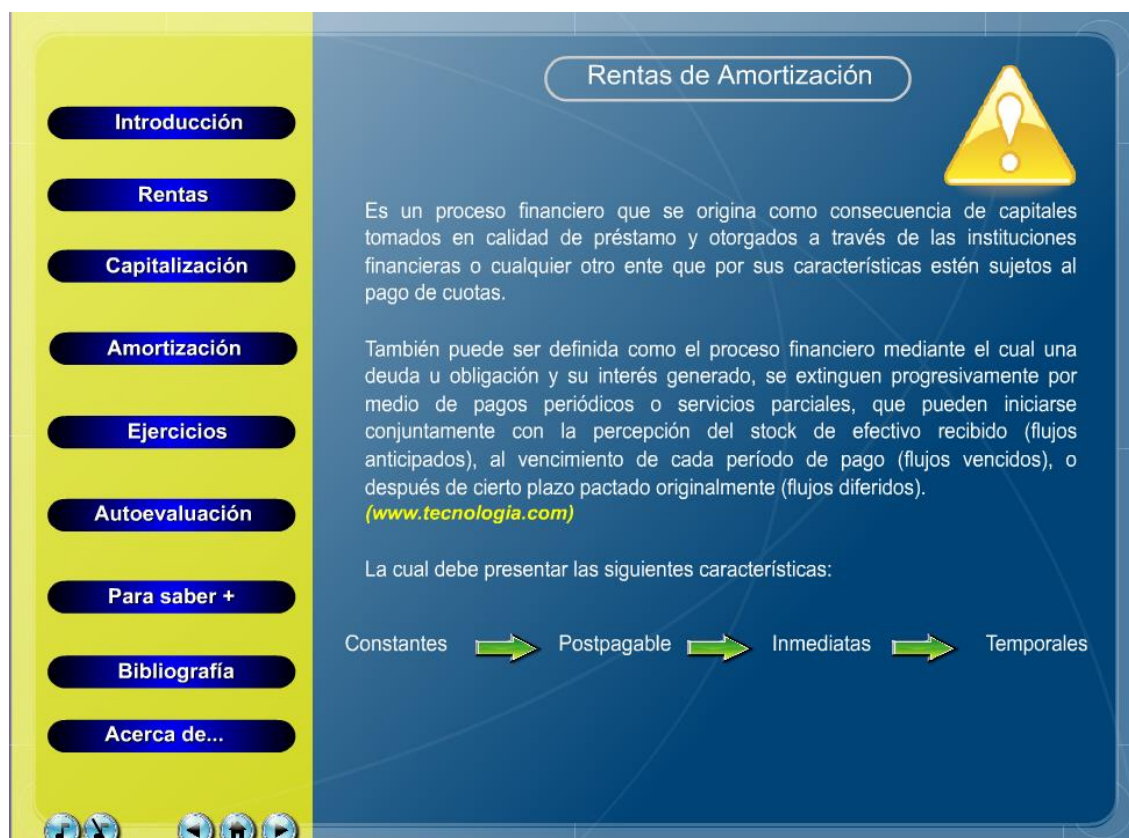 Rentas de Amortización
Introducción
Rentas
Capitalización
Amortización
Ejercicios
Autoevaluación
Para saber +
Bibliografía
Acerca de...
Es un proceso financiero que se origina como consecuencia de capitales
tomados en calidad de préstamo y otorgados a través de las instituciones
financieras o cualquier otro ente que por sus características estén sujetos al
pago de cuotas.
También puede ser definida como el proceso financiero mediante el cual una
deuda u obligación y su interés generado, se extinguen progresivamente por
medio de pagos periódicos o servicios parciales, que pueden iniciarse
conjuntamente con la percepción del stock de efectivo recibido (flujos
anticipados), al vencimiento de cada período de pago (flujos vencidos), o
después de cierto plazo pactado originalmente (flujos diferidos).
(www.tecnologia.com)
La cual debe presentar las siguientes características:
Constantes Postpagable Inmediatas Temporales